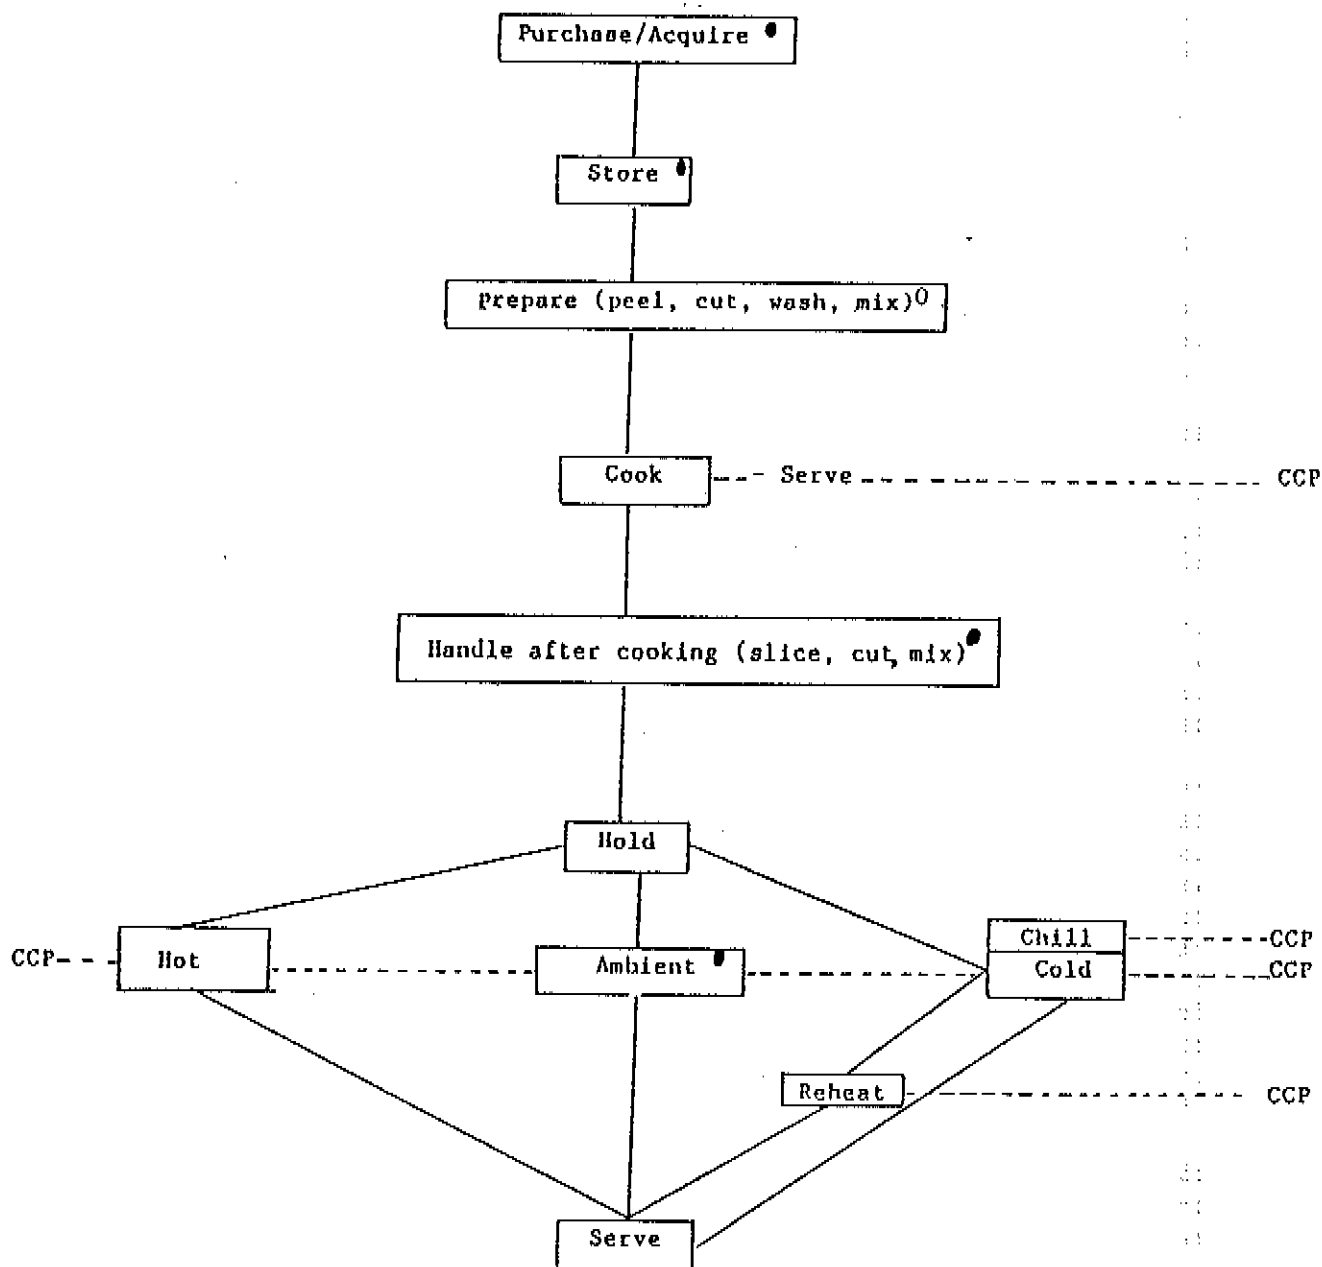 Purchase/Acquire
Store
prepare (peel, cut, wash, mix)
Cook -- Serve CCP
Handle after cooking (slice, cut, mix)
Hold
Chill CCP
CCP Hot Ambient Cold CCP
Reheat CCP
Serve